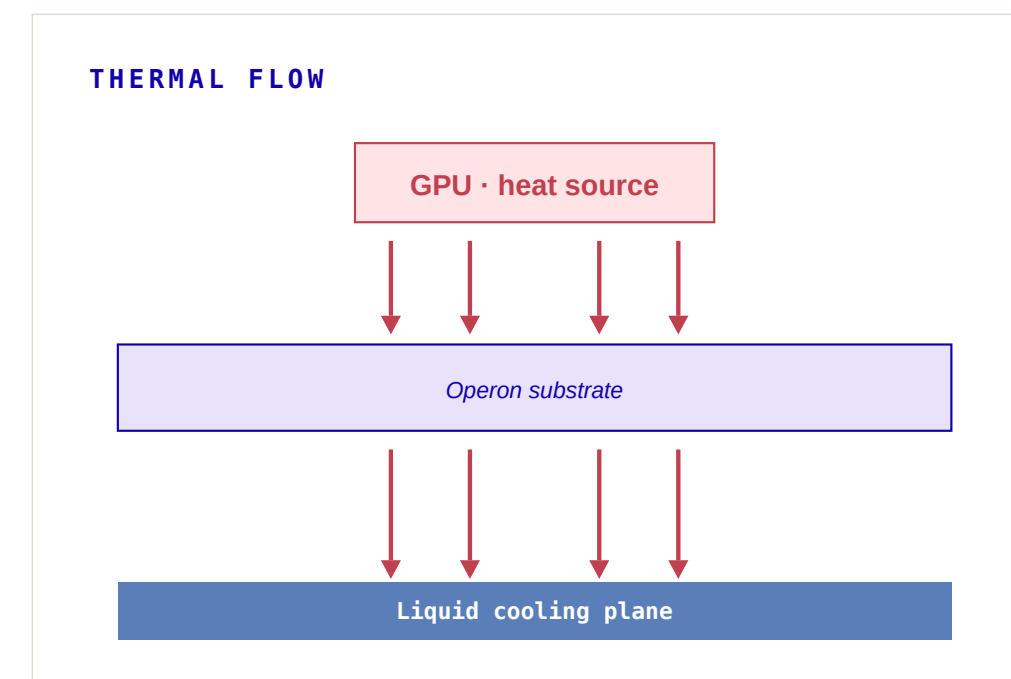 THERMAL FLOW
GPU · heat source
Operon substrate
Liquid cooling plane